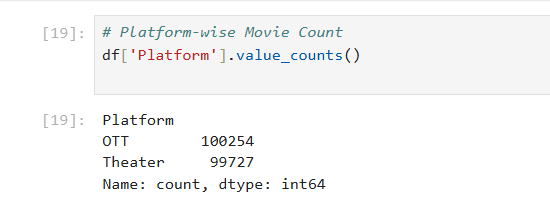 [19]: # Platform-wise Movie Count
df['Platform'].value_counts()
[19]: Platform
OTT        100254
Theater     99727
Name: count, dtype: int64